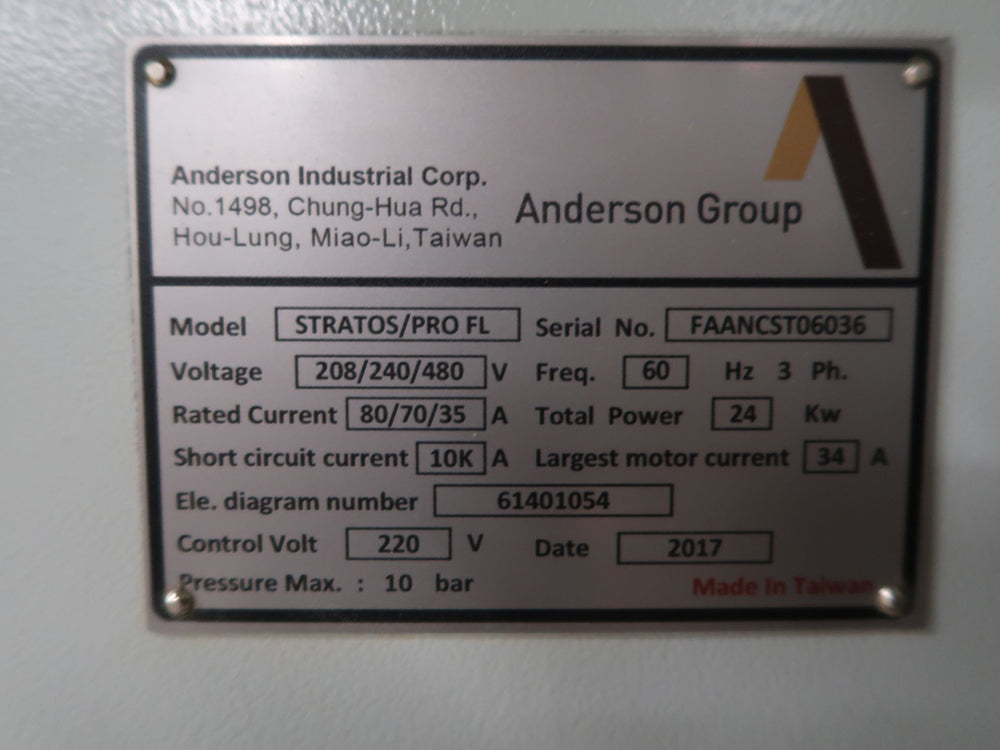 Anderson Industrial Corp.
No.1498, Chung-Hua Rd.,
Hou-Lung, Miao-Li,Taiwan
Anderson Group
Model STRATOS/PRO FL Serial No. FAANCST06036
Voltage 208/240/480 V Freq. 60 Hz 3 Ph.
Rated Current 80/70/35 A Total Power 24 Kw
Short circuit current 10K A Largest motor current 34 A
Ele. diagram number 61401054
Control Volt 220 V Date 2017
Pressure Max. : 10 bar Made In Taiwan